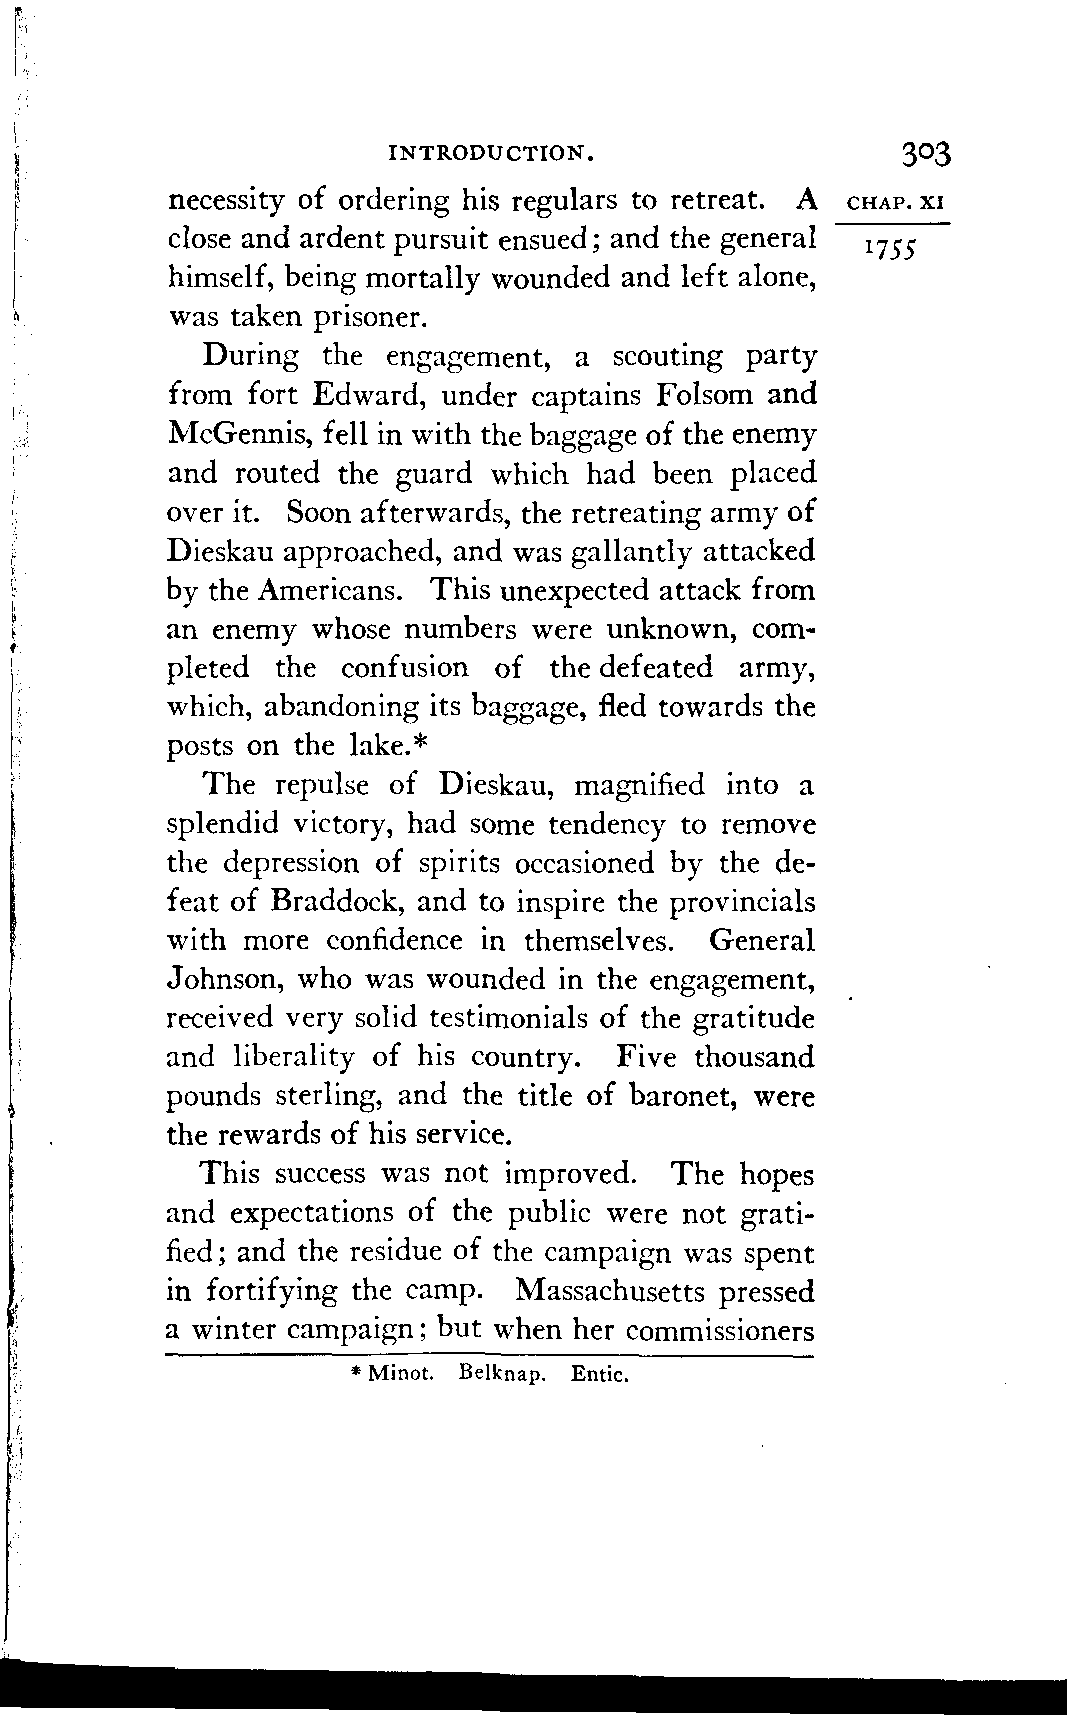 INTRODUCTION. 303
necessity of ordering his regulars to retreat. A CHAP. XI
close and ardent pursuit ensued; and the general 1755
himself, being mortally wounded and left alone,
was taken prisoner.
During the engagement, a scouting party
from fort Edward, under captains Folsom and
McGennis, fell in with the baggage of the enemy
and routed the guard which had been placed
over it. Soon afterwards, the retreating army of
Dieskau approached, and was gallantly attacked
by the Americans. This unexpected attack from
an enemy whose numbers were unknown, com-
pleted the confusion of the defeated army,
which, abandoning its baggage, fled towards the
posts on the lake.*
The repulse of Dieskau, magnified into a
splendid victory, had some tendency to remove
the depression of spirits occasioned by the de-
feat of Braddock, and to inspire the provincials
with more confidence in themselves. General
Johnson, who was wounded in the engagement,
received very solid testimonials of the gratitude
and liberality of his country. Five thousand
pounds sterling, and the title of baronet, were
the rewards of his service.
This success was not improved. The hopes
and expectations of the public were not grati-
fied; and the residue of the campaign was spent
in fortifying the camp. Massachusetts pressed
a winter campaign; but when her commissioners
* Minot. Belknap. Entic.